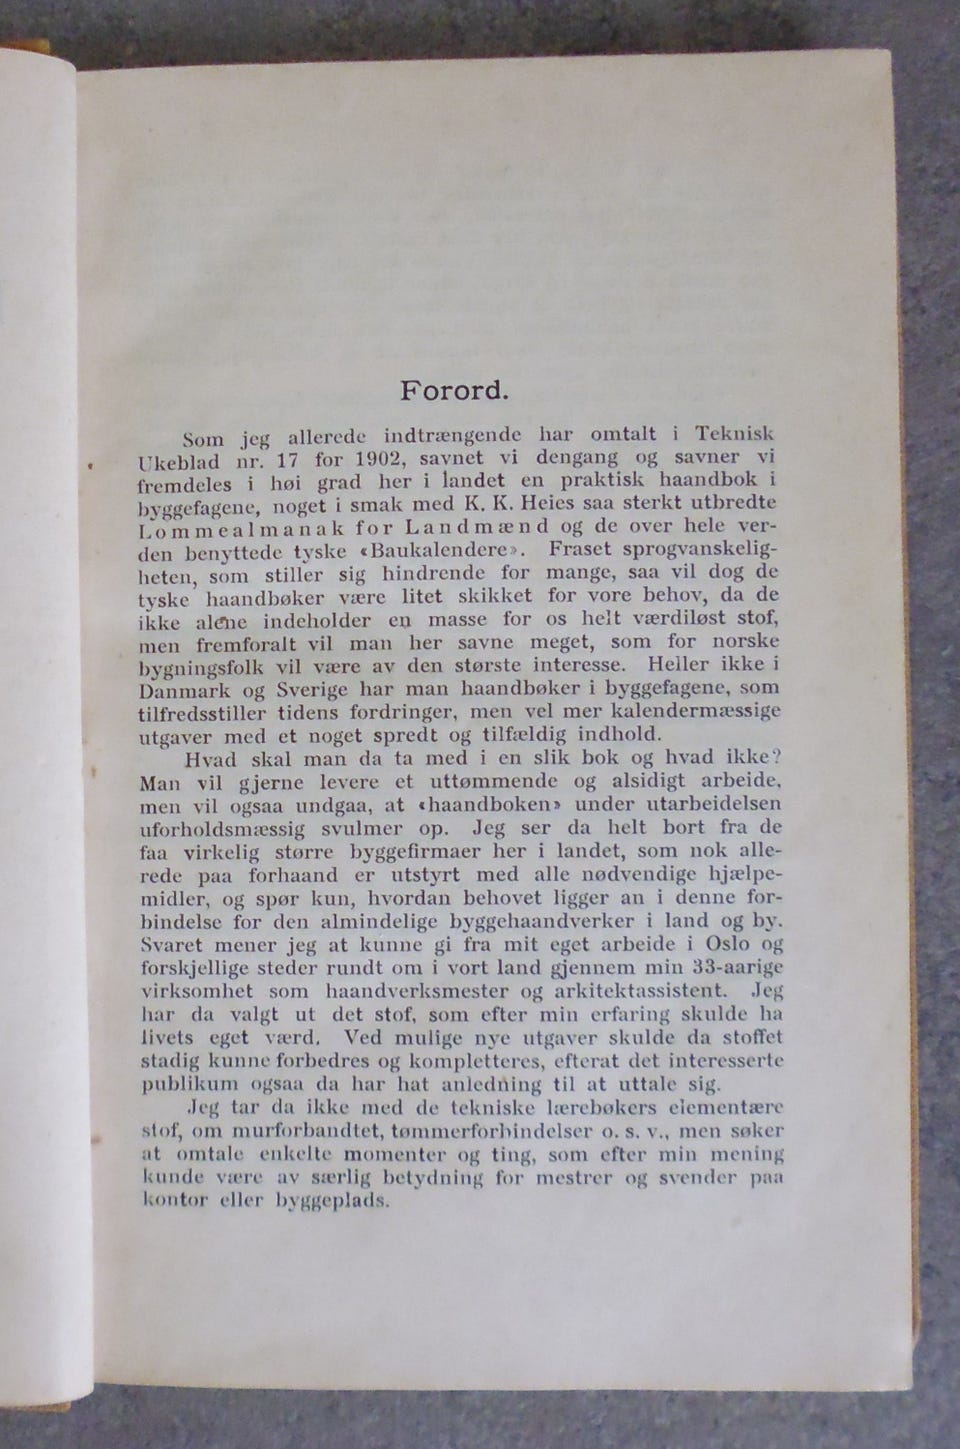 Forord.
Som jeg allerede indtrængende har omtalt i Teknisk
Ukeblad nr. 17 for 1902, savnet vi dengang og savner vi
fremdeles i høi grad her i landet en praktisk haandbok i
byggefagene, noget i smak med K. K. Heies saa sterkt utbredte
Lommealmanak for Landmænd og de over hele ver-
den benyttede tyske «Baukalendere». Fraset sprogvanskelig-
heten, som stiller sig hindrende for mange, saa vil dog de
tyske haandbøker være litet skikket for vore behov, da de
ikke alene indeholder en masse for os helt værdiløst stof,
men fremforalt vil man her savne meget, som for norske
bygningsfolk vil være av den største interesse. Heller ikke i
Danmark og Sverige har man haandbøker i byggefagene, som
tilfredsstiller tidens fordringer, men vel mer kalendermæssige
utgaver med et noget spredt og tilfældig indhold.
Hvad skal man da ta med i en slik bok og hvad ikke?
Man vil gjerne levere et uttømmende og alsidigt arbeide,
men vil ogsaa undgaa, at «haandboken» under utarbeidelsen
uforholdsmæssig svulmer op. Jeg ser da helt bort fra de
faa virkelig større byggefirmaer her i landet, som nok alle-
rede paa forhaand er utstyrt med alle nødvendige hjælpe-
midler, og spør kun, hvordan behovet ligger an i denne for-
bindelse for den almindelige byggehaandverker i land og by.
Svaret mener jeg at kunne gi fra mit eget arbeide i Oslo og
forskjellige steder rundt om i vort land gjennem min 33-aarige
virksomhet som haandverksmester og arkitektassistent. Jeg
har da valgt ut det stof, som efter min erfaring skulde ha
livets eget værd. Ved mulige nye utgaver skulde da stoffet
stadig kunne forbedres og kompletteres, efterat det interesserte
publikum ogsaa da har hat anledning til at uttale sig.
Jeg tar da ikke med de tekniske lærebøkers elementære
stof, om murforbandtet, tømmerforbindelser o. s. v., men søker
at omtale enkelte momenter og ting, som efter min mening
kunde være av særlig betydning for mestrer og svender paa
kontor eller byggeplads.